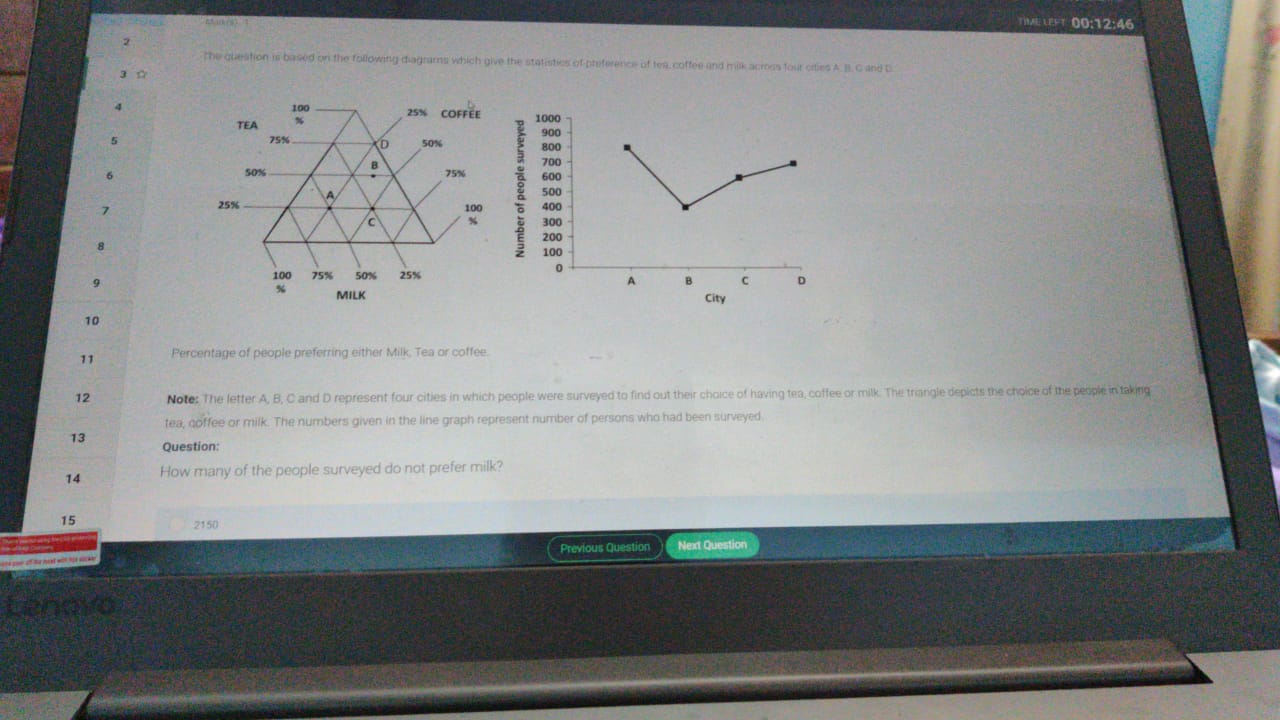 TIME LEFT 00:12:46
The question is based on the following diagrams which give the statistics of preference of tea, coffee and milk across four cities A, B, C and D.
2
3
4
5
6
7
8
9
10
11
12
13
14
15
100
%
TEA
75%
50%
25%
25% COFFEE
50%
75%
100
%
D
B
A
C
100
%
75%
50%
25%
MILK
Number of people surveyed
1000
900
800
700
600
500
400
300
200
100
0
A
B
C
D
City
Percentage of people preferring either Milk, Tea or coffee.
Note: The letter A, B, C and D represent four cities in which people were surveyed to find out their choice of having tea, coffee or milk. The triangle depicts the choice of the people in taking
tea, coffee or milk. The numbers given in the line graph represent number of persons who had been surveyed.
Question:
How many of the people surveyed do not prefer milk?
2150
Previous Question
Next Question
Lenovo